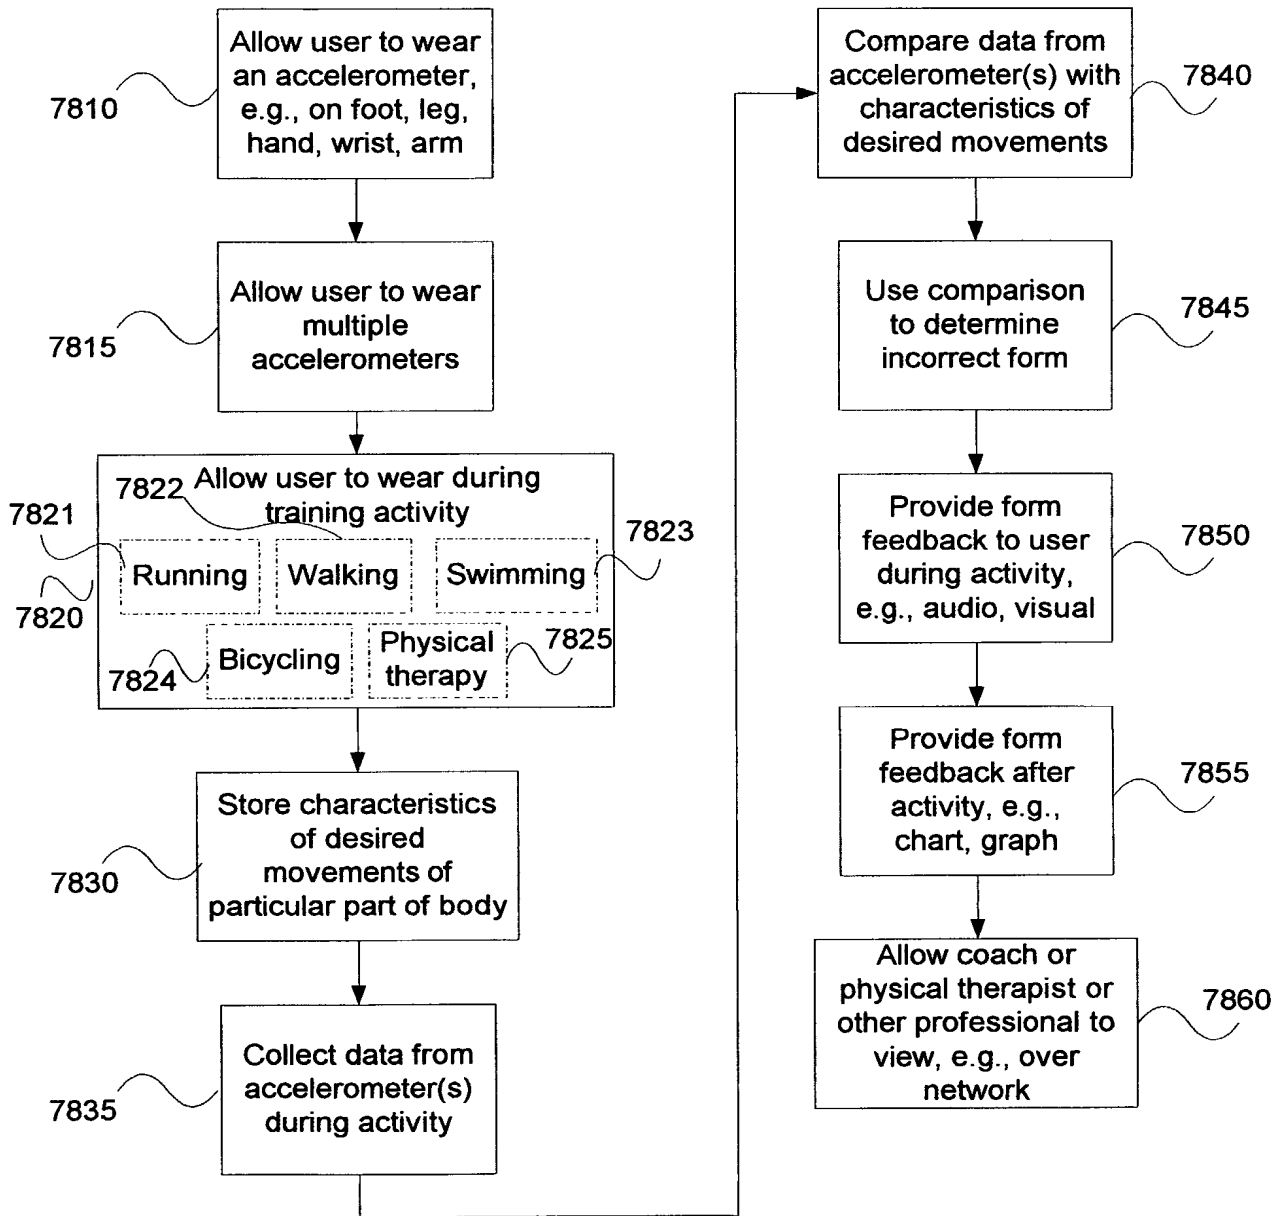 Allow user to wear
an accelerometer,
e.g., on foot, leg,
hand, wrist, arm
7810
Allow user to wear
multiple
accelerometers
7815
Allow user to wear during
training activity
7820
7821
Running
7822
Walking
7823
Swimming
7824
Bicycling
7825
Physical
therapy
Store characteristics
of desired
movements of
particular part of body
7830
Collect data from
accelerometer(s)
during activity
7835
Compare data from
accelerometer(s) with
characteristics of
desired movements
7840
Use comparison
to determine
incorrect form
7845
Provide form
feedback to user
during activity,
e.g., audio, visual
7850
Provide form
feedback after
activity, e.g.,
chart, graph
7855
Allow coach or
physical therapist or
other professional to
view, e.g., over
network
7860